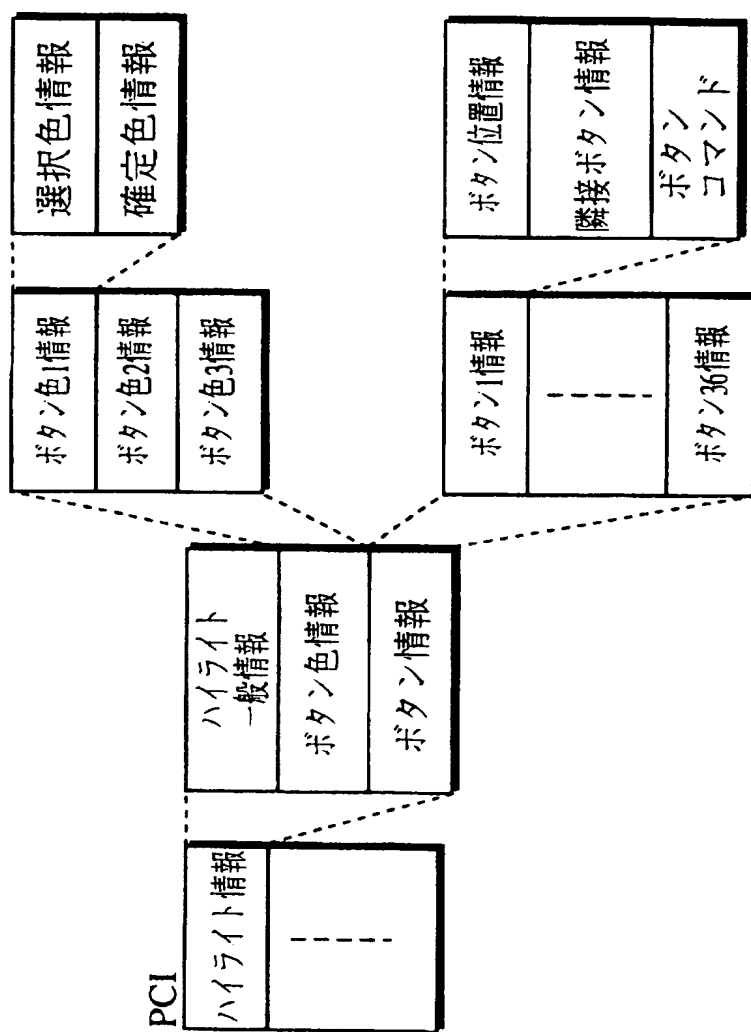 PCI
ハイライト情報
ハイライト
一般情報
ボタン色情報
ボタン情報
ボタン色1情報
ボタン色2情報
ボタン色3情報
選択色情報
確定色情報
ボタン1情報
ボタン36情報
ボタン位置情報
隣接ボタン情報
ボタン
コマンド